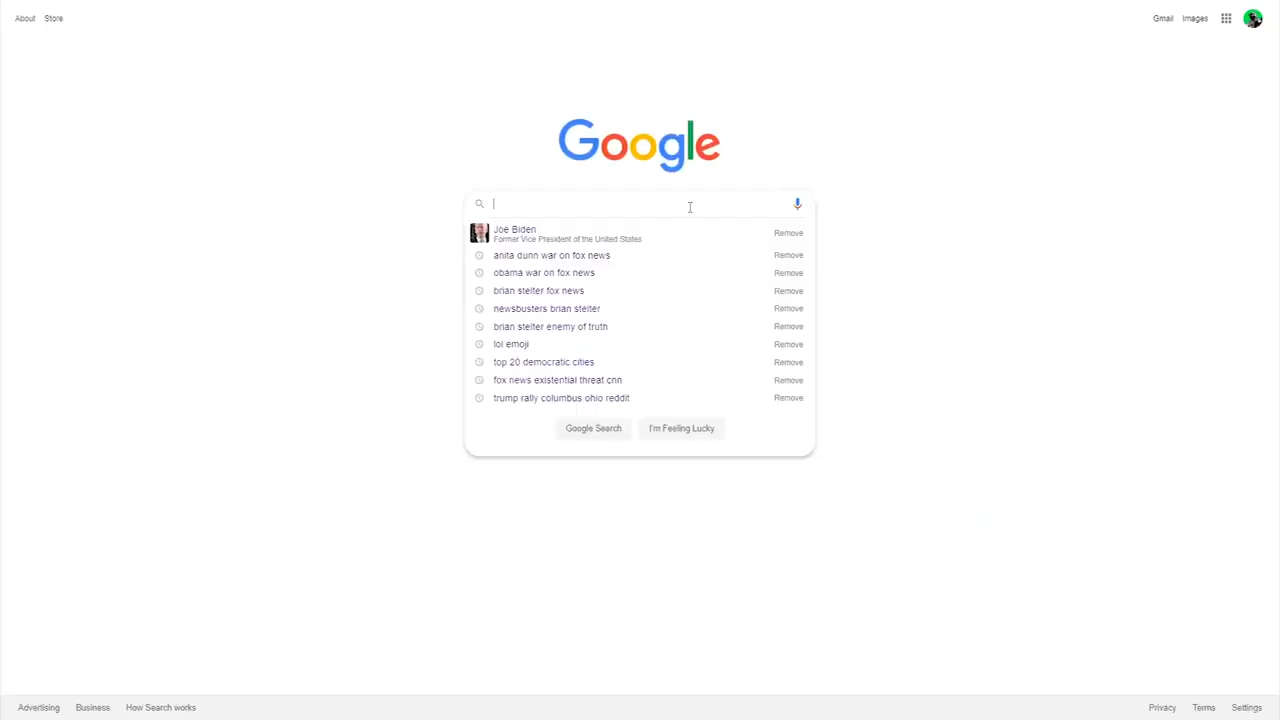 About Store
Gmail Images
Google
Joe Biden
Former Vice President of the United States
Remove
anita dunn war on fox news Remove
obama war on fox news Remove
brian stelter fox news Remove
newsbusters brian stelter Remove
brian stelter enemy of truth Remove
lol emoji Remove
top 20 democratic cities Remove
fox news existential threat cnn Remove
trump rally columbus ohio reddit Remove
Google Search I'm Feeling Lucky
Advertising Business How Search works
Privacy Terms Settings